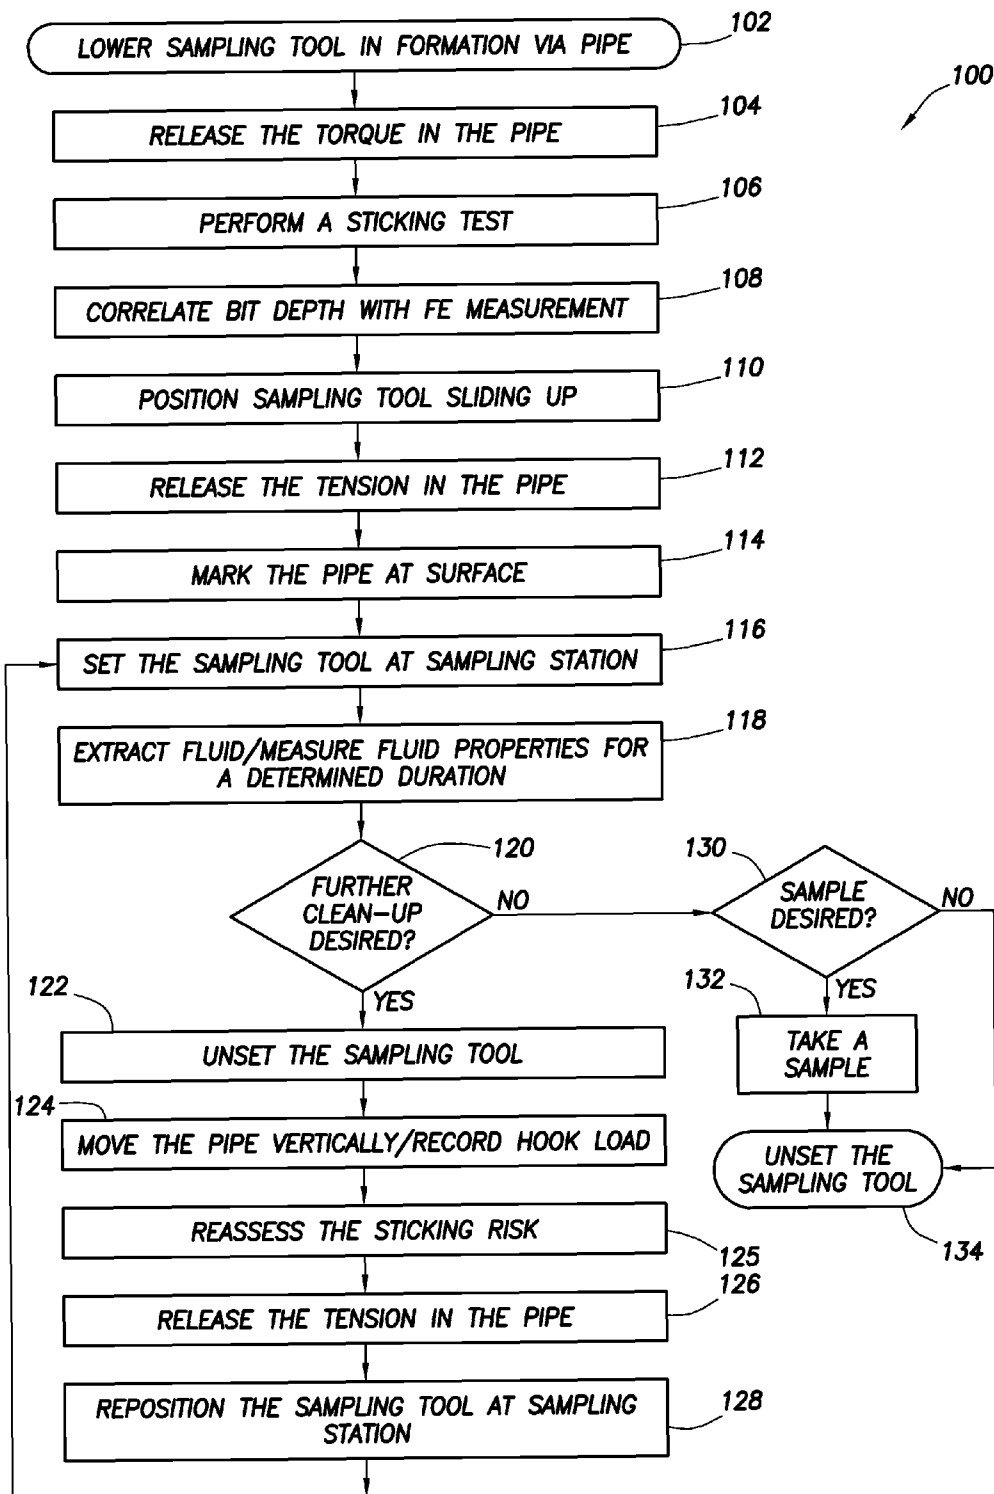 LOWER SAMPLING TOOL IN FORMATION VIA PIPE
102
100
RELEASE THE TORQUE IN THE PIPE
104
PERFORM A STICKING TEST
106
CORRELATE BIT DEPTH WITH FE MEASUREMENT
108
POSITION SAMPLING TOOL SLIDING UP
110
RELEASE THE TENSION IN THE PIPE
112
MARK THE PIPE AT SURFACE
114
SET THE SAMPLING TOOL AT SAMPLING STATION
116
EXTRACT FLUID/MEASURE FLUID PROPERTIES FOR
A DETERMINED DURATION
118
FURTHER
CLEAN-UP
DESIRED?
120
NO
YES
130
SAMPLE
DESIRED?
NO
YES
132
TAKE A
SAMPLE
UNSET THE
SAMPLING TOOL
134
122
UNSET THE SAMPLING TOOL
124
MOVE THE PIPE VERTICALLY/RECORD HOOK LOAD
REASSESS THE STICKING RISK
125
RELEASE THE TENSION IN THE PIPE
126
REPOSITION THE SAMPLING TOOL AT SAMPLING
STATION
128